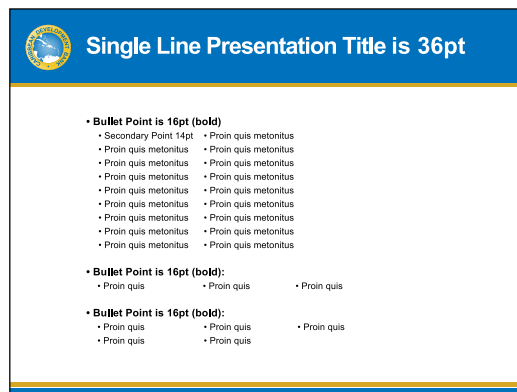 CARIBBEAN DEVELOPMENT BANK
Single Line Presentation Title is 36pt
• Bullet Point is 16pt (bold)
• Secondary Point 14pt • Proin quis metonitus
• Proin quis metonitus • Proin quis metonitus
• Proin quis metonitus • Proin quis metonitus
• Proin quis metonitus • Proin quis metonitus
• Proin quis metonitus • Proin quis metonitus
• Proin quis metonitus • Proin quis metonitus
• Proin quis metonitus • Proin quis metonitus
• Proin quis metonitus • Proin quis metonitus
• Proin quis metonitus • Proin quis metonitus
• Bullet Point is 16pt (bold):
• Proin quis • Proin quis • Proin quis
• Bullet Point is 16pt (bold):
• Proin quis • Proin quis • Proin quis
• Proin quis • Proin quis